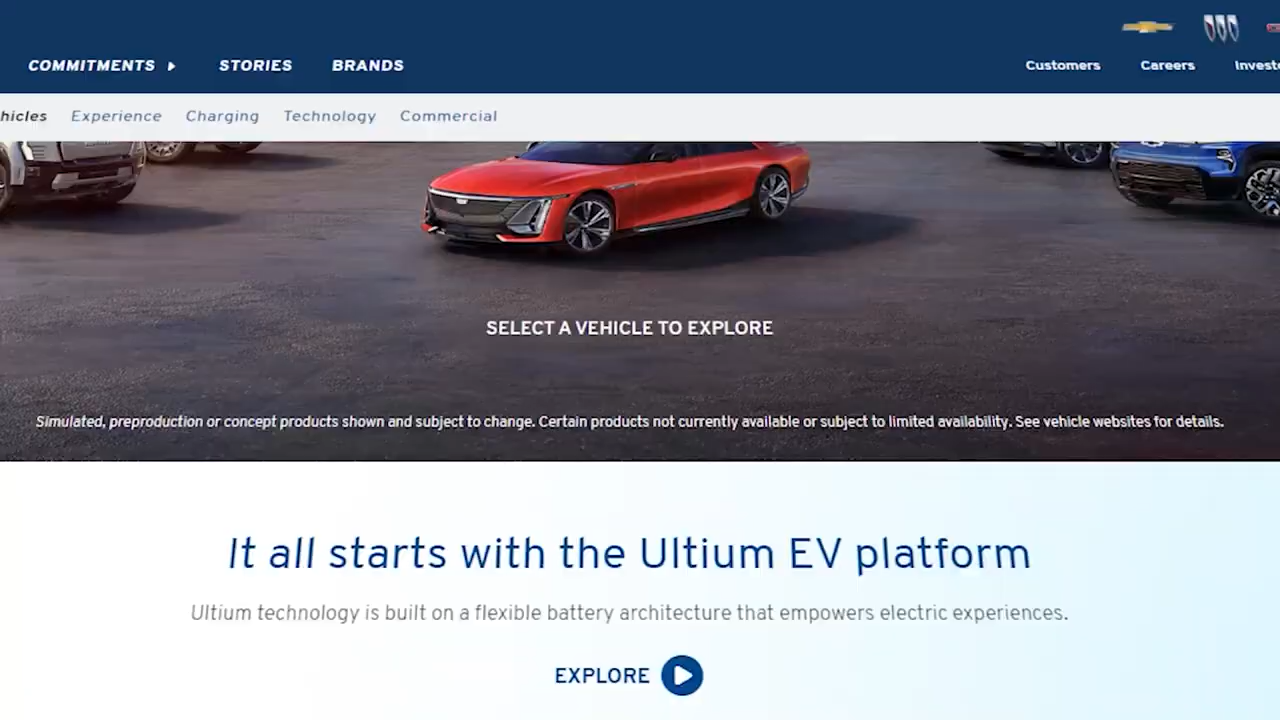 COMMITMENTS STORIES BRANDS
Customers Careers
hicles Experience Charging Technology Commercial
SELECT A VEHICLE TO EXPLORE
Simulated, preproduction or concept products shown and subject to change. Certain products not currently available or subject to limited availability. See vehicle websites for details.
It all starts with the Ultium EV platform
Ultium technology is built on a flexible battery architecture that empowers electric experiences.
EXPLORE